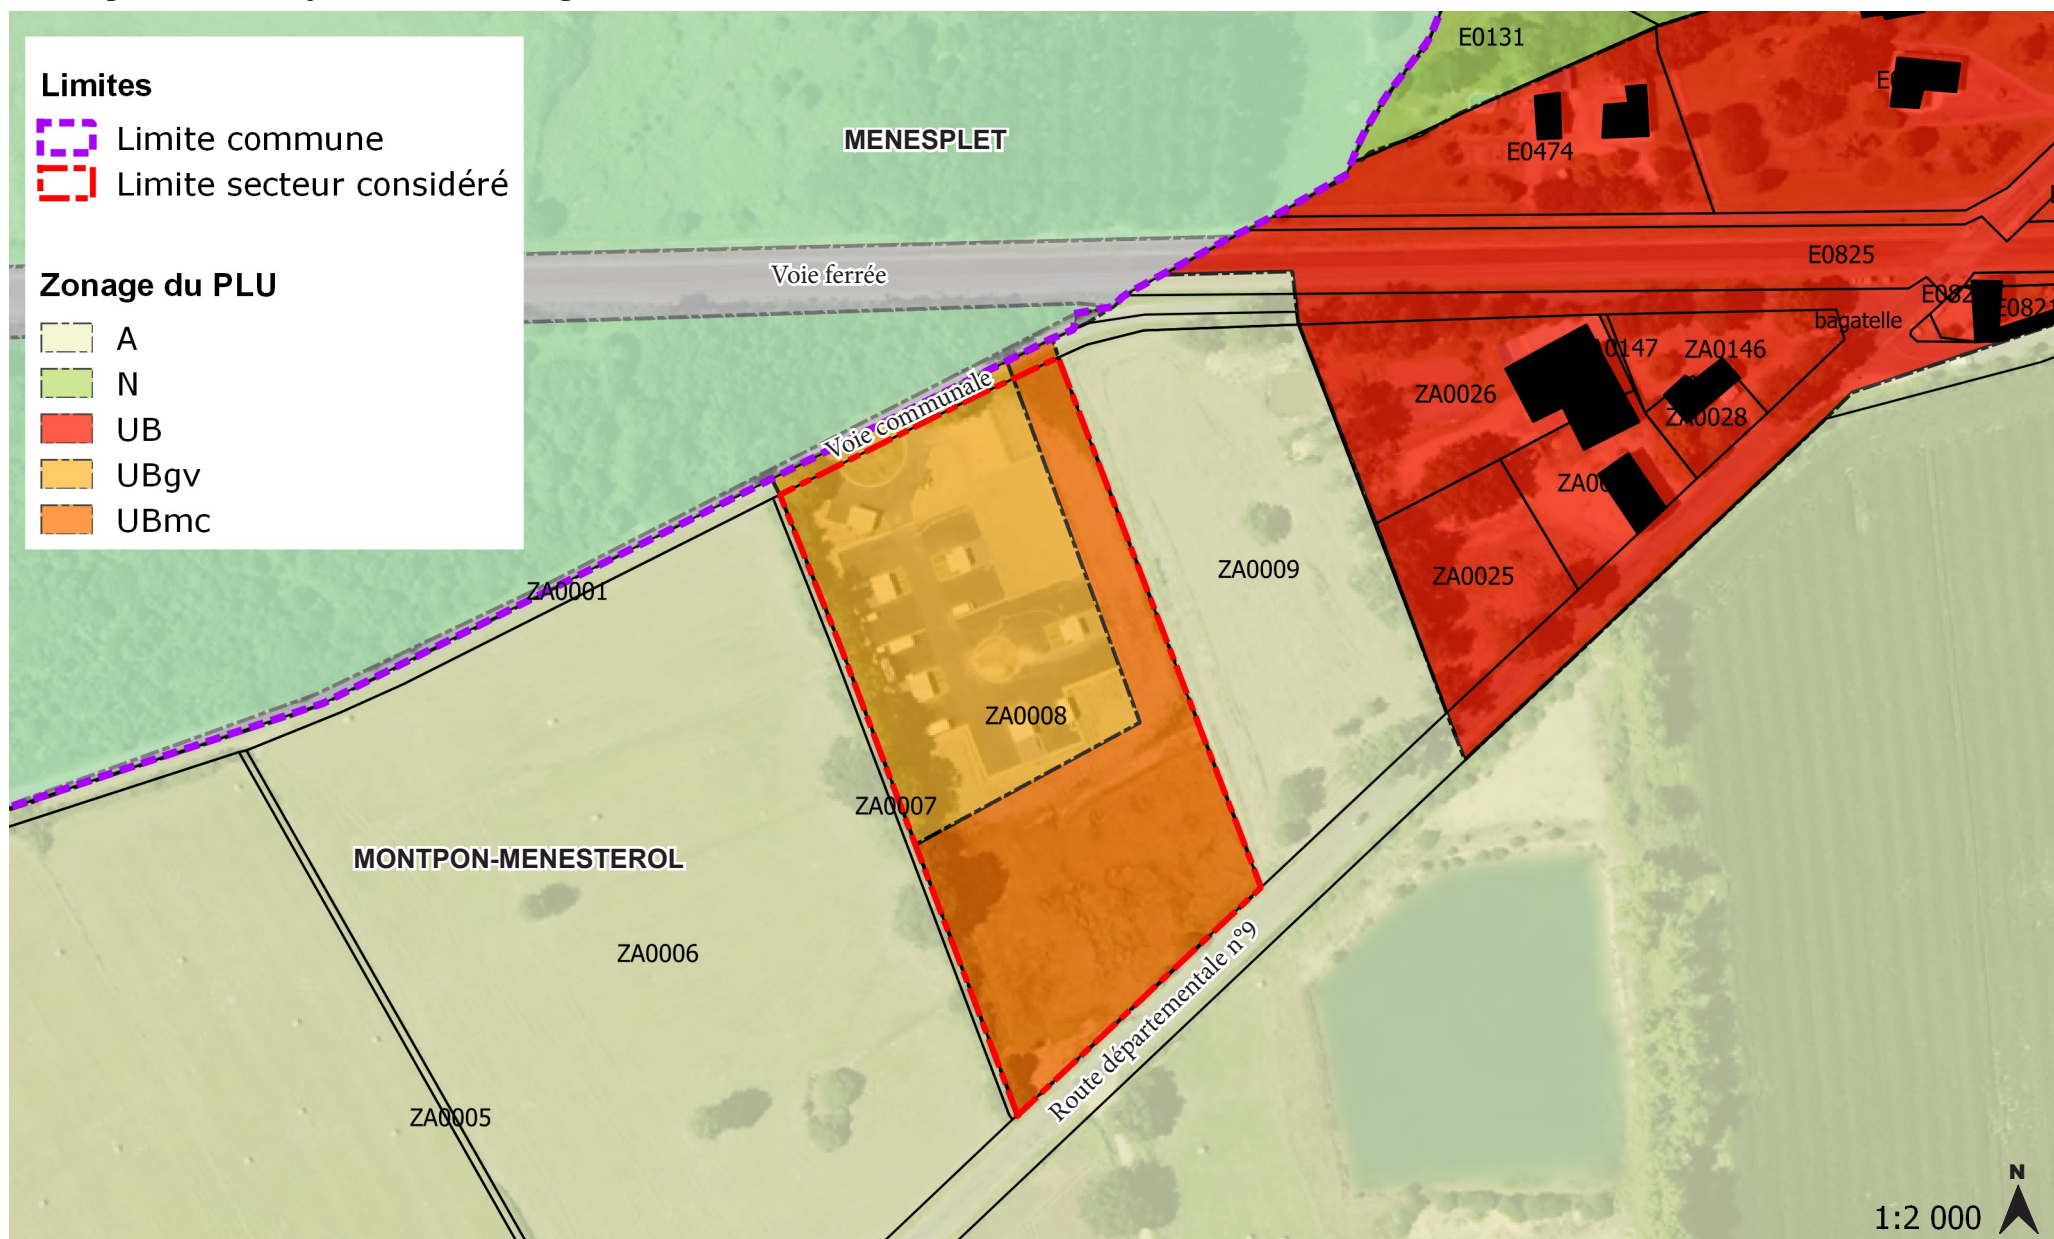 Limites
Limite commune
Limite secteur considéré
Zonage du PLU
A
N
UB
UBgv
UBmc
MENESPLET
E0131
E0474
Voie ferrée
E0825
bagatelle
ZA0146
ZA0026
ZA0028
Voie communale
ZA0009
ZA0025
ZA0001
ZA0008
ZA0007
MONTPON-MENESTEROL
ZA0006
Route départementale n°9
ZA0005
N
1:2 000